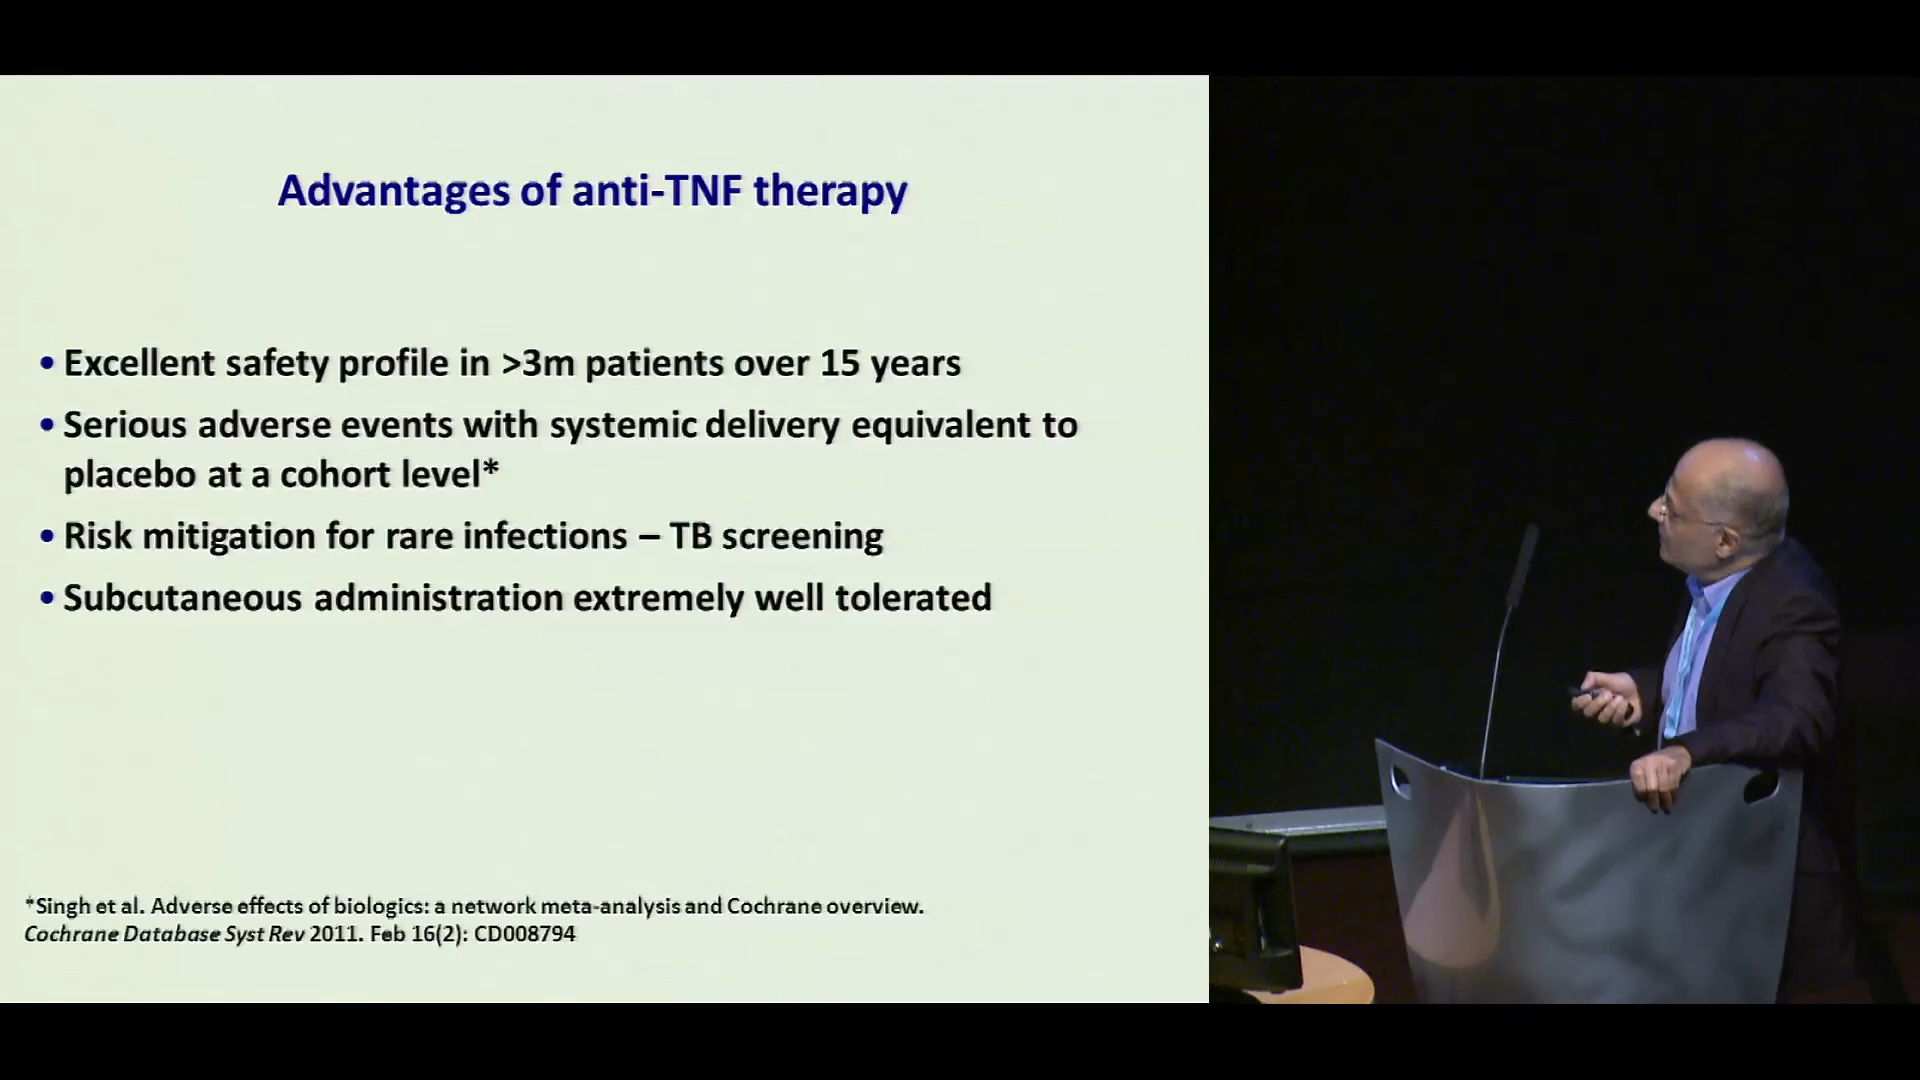 Advantages of anti-TNF therapy
• Excellent safety profile in >3m patients over 15 years
• Serious adverse events with systemic delivery equivalent to
placebo at a cohort level*
• Risk mitigation for rare infections – TB screening
• Subcutaneous administration extremely well tolerated
*Singh et al. Adverse effects of biologics: a network meta-analysis and Cochrane overview.
Cochrane Database Syst Rev 2011. Feb 16(2): CD008794